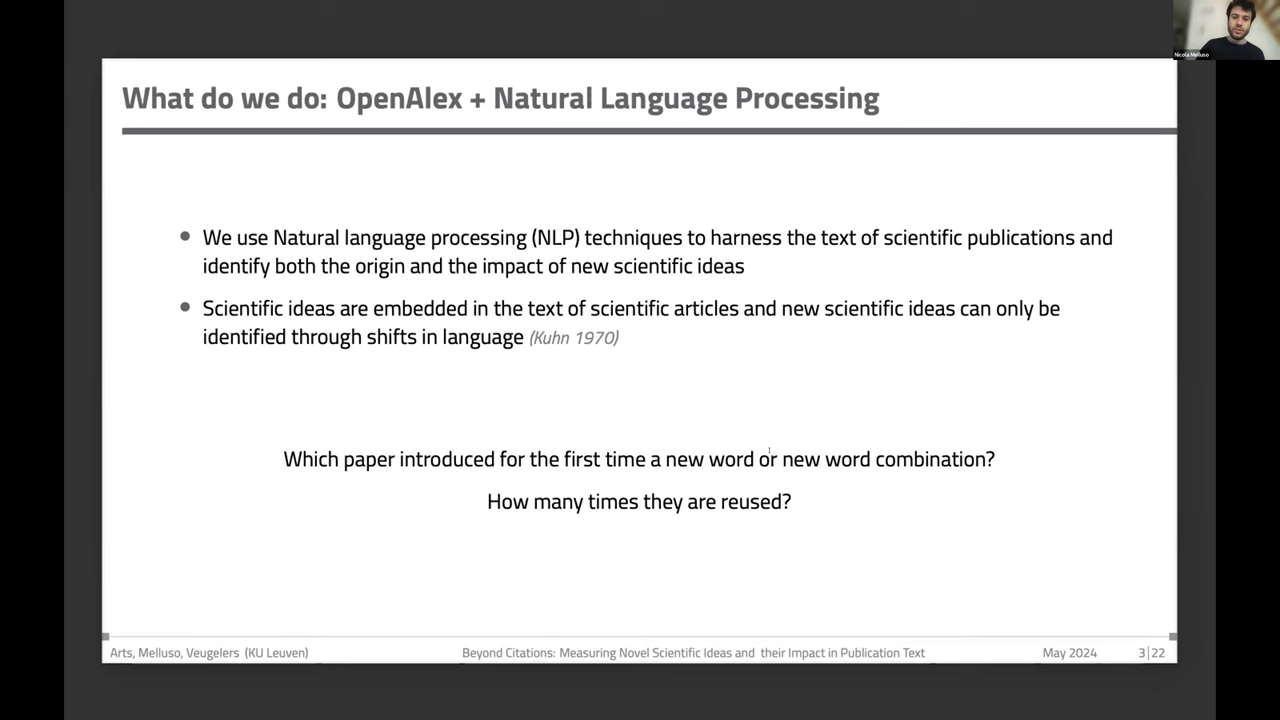 Nicola Melluso
What do we do: OpenAlex + Natural Language Processing
We use Natural language processing (NLP) techniques to harness the text of scientific publications and
identify both the origin and the impact of new scientific ideas
Scientific ideas are embedded in the text of scientific articles and new scientific ideas can only be
identified through shifts in language (Kuhn 1970)
Which paper introduced for the first time a new word or new word combination?
How many times they are reused?
Arts, Melluso, Veugelers (KU Leuven)
Beyond Citations: Measuring Novel Scientific Ideas and their Impact in Publication Text
May 2024
3|22